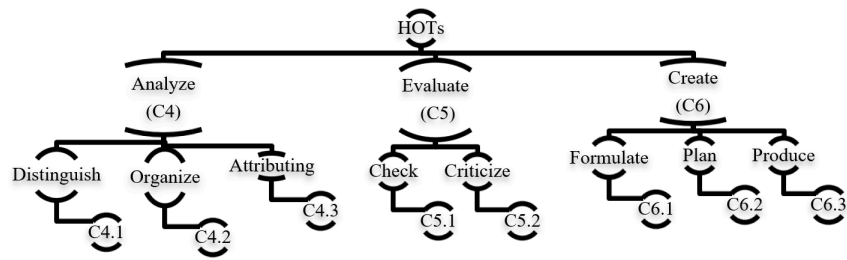 HOTs
Analyze
(C4)
Evaluate
(C5)
Create
(C6)
Distinguish
Organize
Attributing
Check
Criticize
Formulate
Plan
Produce
C4.1
C4.2
C4.3
C5.1
C5.2
C6.1
C6.2
C6.3